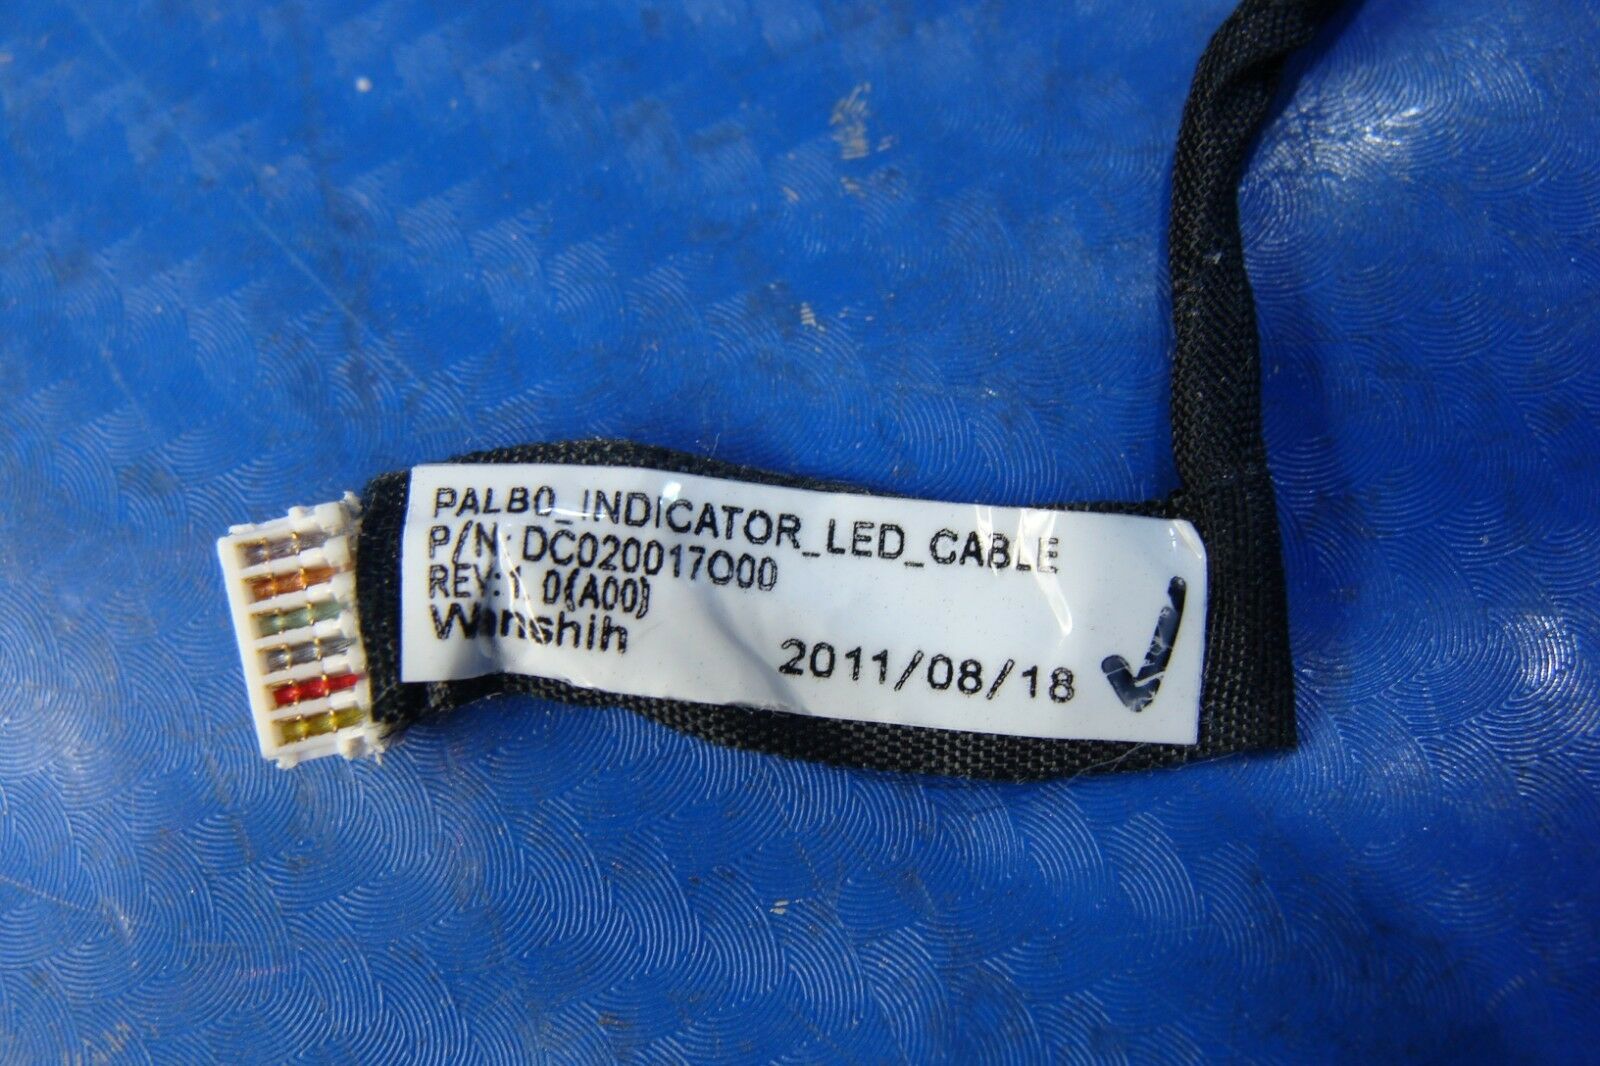 PALB0_INDICATOR_LED_CABLE
P/N:DC020017O00
REV:1.0(A00)
Wanshih
2011/08/18